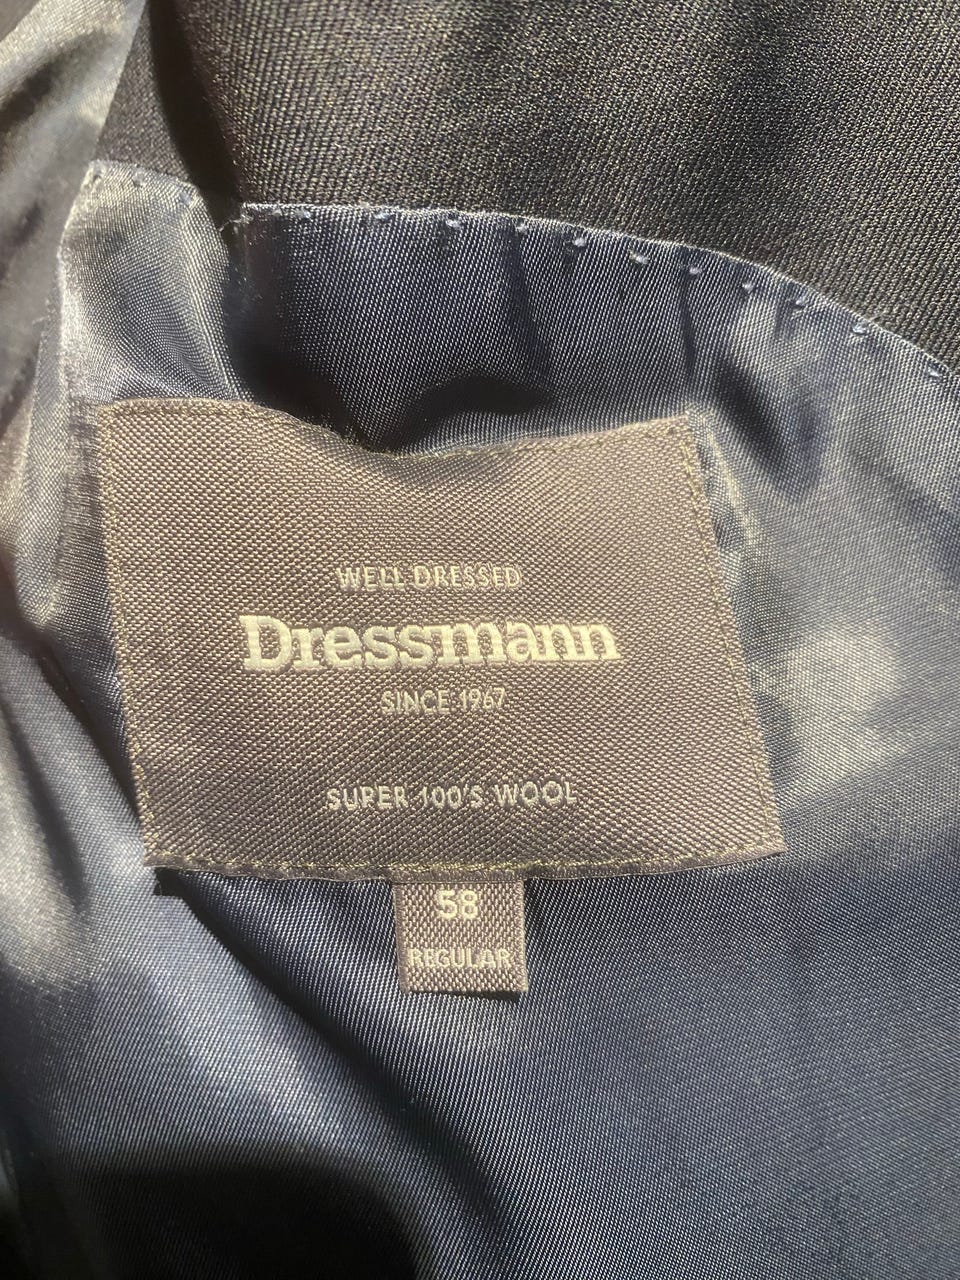 WELL DRESSED
Dressmann
SINCE 1967
SUPER 100'S WOOL
58
REGULAR